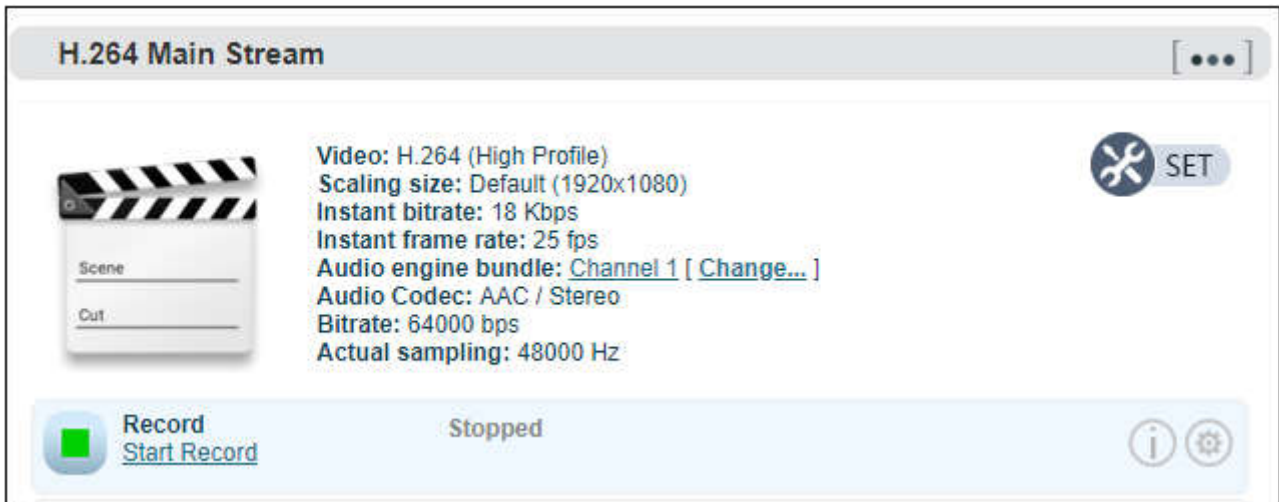 H.264 Main Stream
[•••]
Video: H.264 (High Profile)
Scaling size: Default (1920x1080)
Instant bitrate: 18 Kbps
Instant frame rate: 25 fps
Audio engine bundle: Channel 1 [ Change... ]
Audio Codec: AAC / Stereo
Bitrate: 64000 bps
Actual sampling: 48000 Hz
SET
Scene
Cut
Record
Start Record
Stopped
i